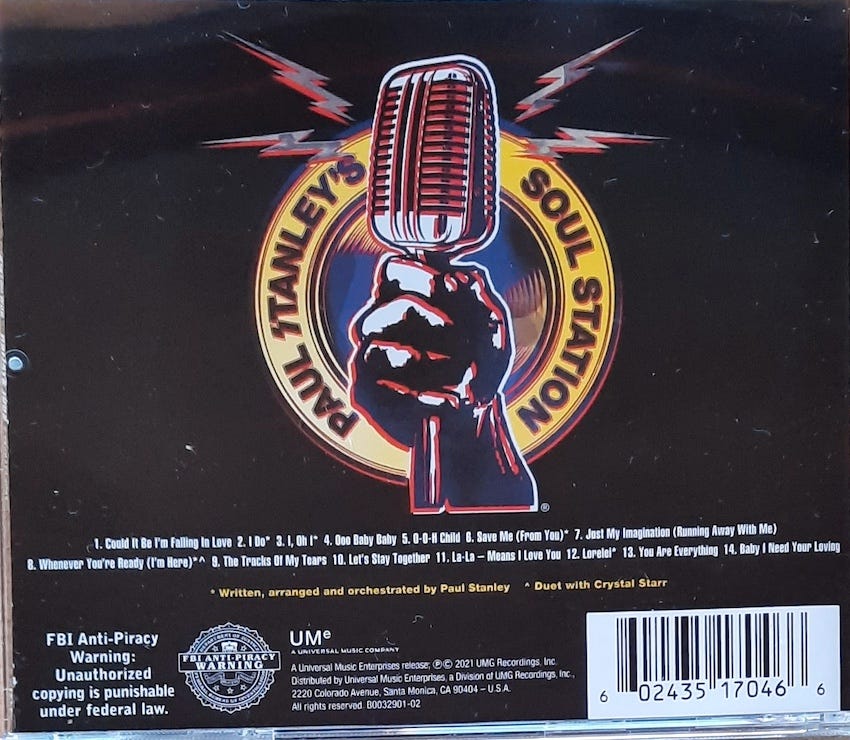 PAUL STANLEY'S
SOUL STATION
®
1. Could It Be I'm Falling In Love 2. I Do* 3. I, Oh I* 4. Ooo Baby Baby 5. O-O-H Child 6. Save Me (From You)* 7. Just My Imagination (Running Away With Me)
8. Whenever You're Ready (I'm Here)*^ 9. The Tracks Of My Tears 10. Let's Stay Together 11. La-La – Means I Love You 12. Lorelei* 13. You Are Everything 14. Baby I Need Your Loving
* Written, arranged and orchestrated by Paul Stanley ^ Duet with Crystal Starr
FBI Anti-Piracy
Warning:
Unauthorized
copying is punishable
under federal law.
FBI ANTI-PIRACY
WARNING
UMe
A UNIVERSAL MUSIC COMPANY
A Universal Music Enterprises release; ℗© 2021 UMG Recordings, Inc.
Distributed by Universal Music Enterprises, a Division of UMG Recordings, Inc.,
2220 Colorado Avenue, Santa Monica, CA 90404 – U.S.A.
All rights reserved. B0032901-02
6 02435 17046 6